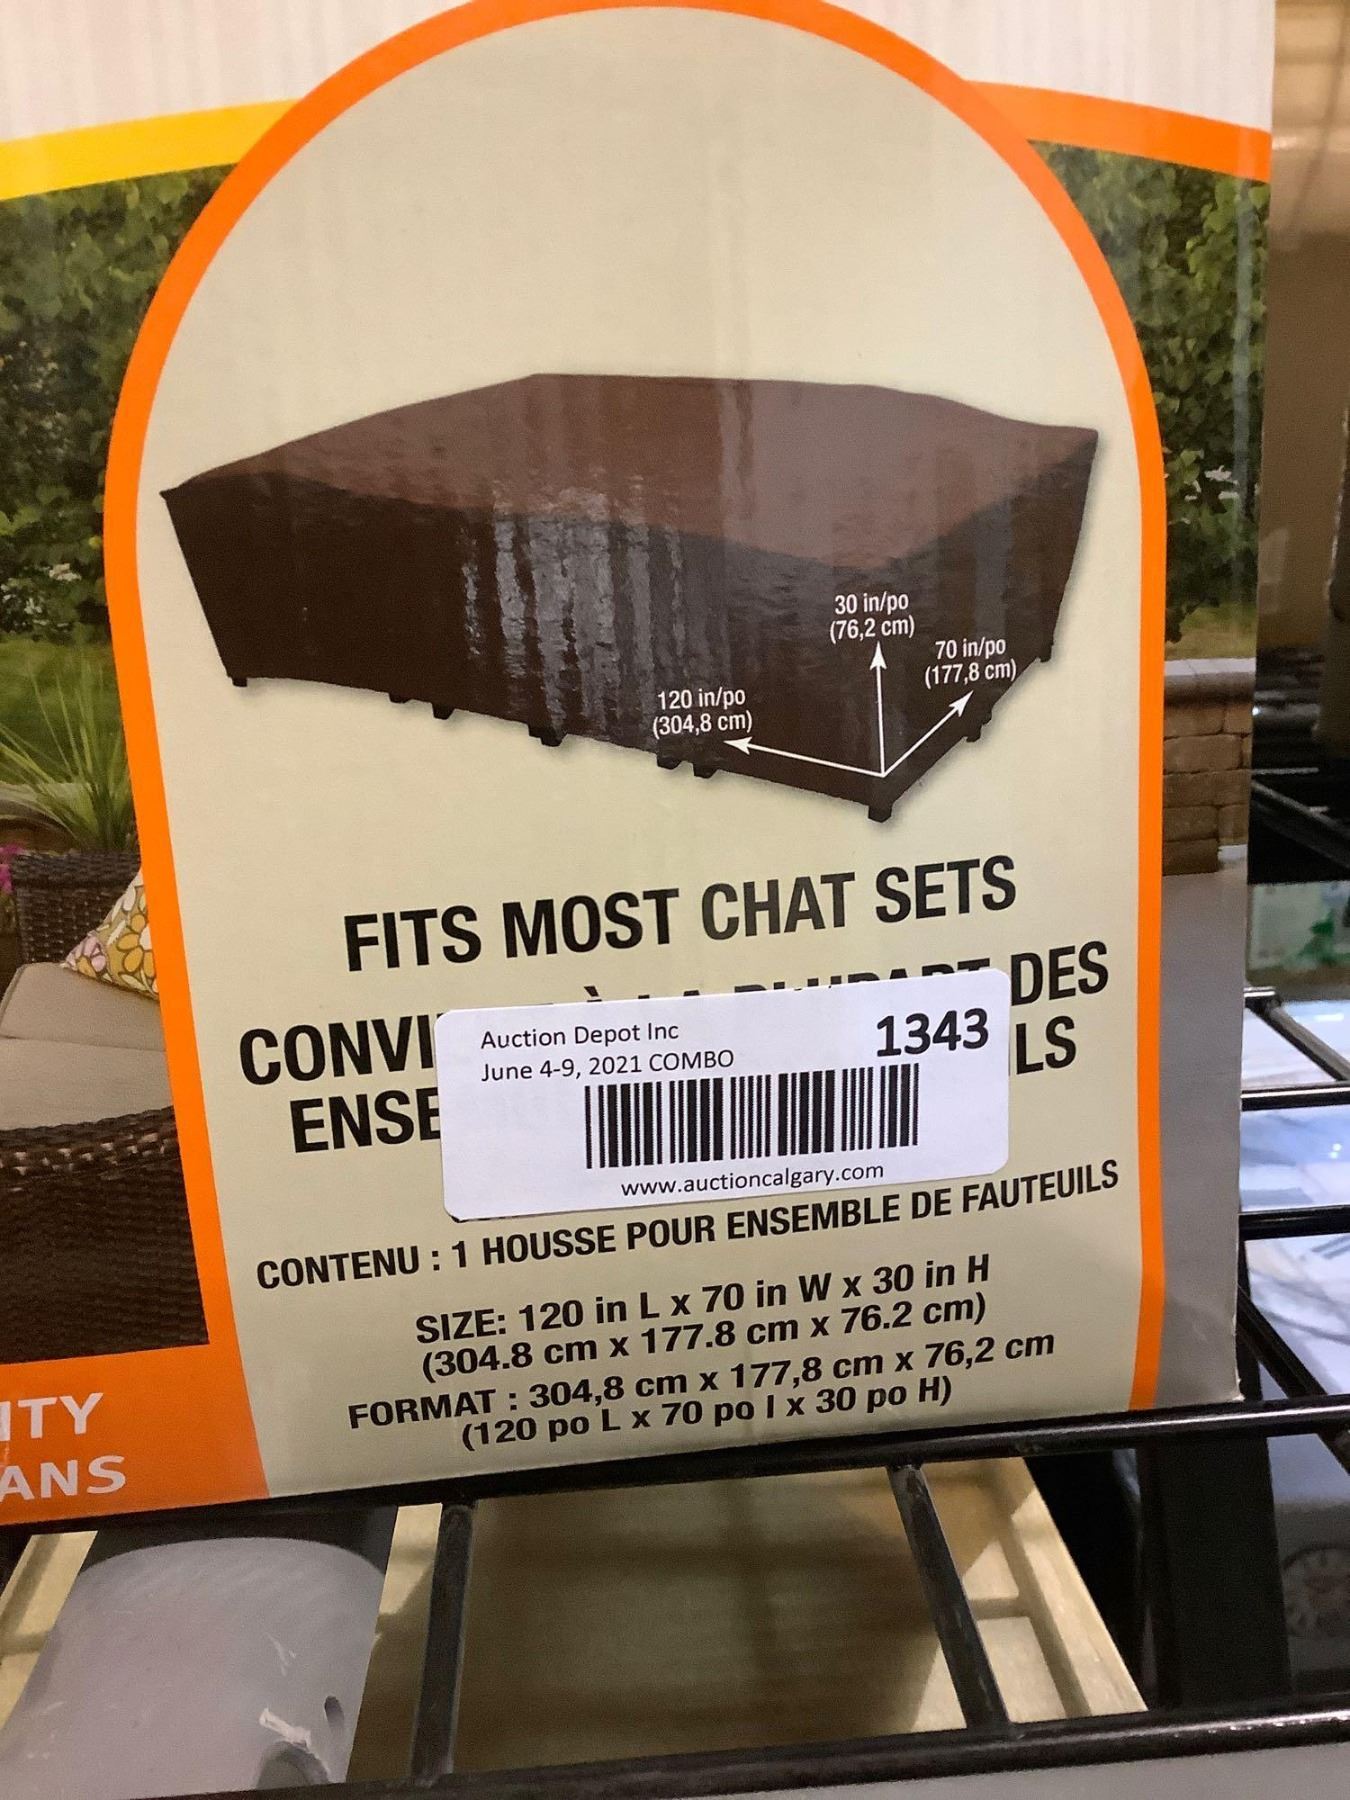 30 in/po
(76,2 cm)
70 in/po
(177,8 cm)
120 in/po
(304,8 cm)
FITS MOST CHAT SETS
DES
CONVI
LS
ENSE
Auction Depot Inc
1343
June 4-9, 2021 COMBO
www.auctioncalgary.com
CONTENU : 1 HOUSSE POUR ENSEMBLE DE FAUTEUILS
SIZE: 120 in L x 70 in W x 30 in H
(304.8 cm x 177.8 cm x 76.2 cm)
FORMAT : 304,8 cm x 177,8 cm x 76,2 cm
(120 po L x 70 po l x 30 po H)
ITY
ANS